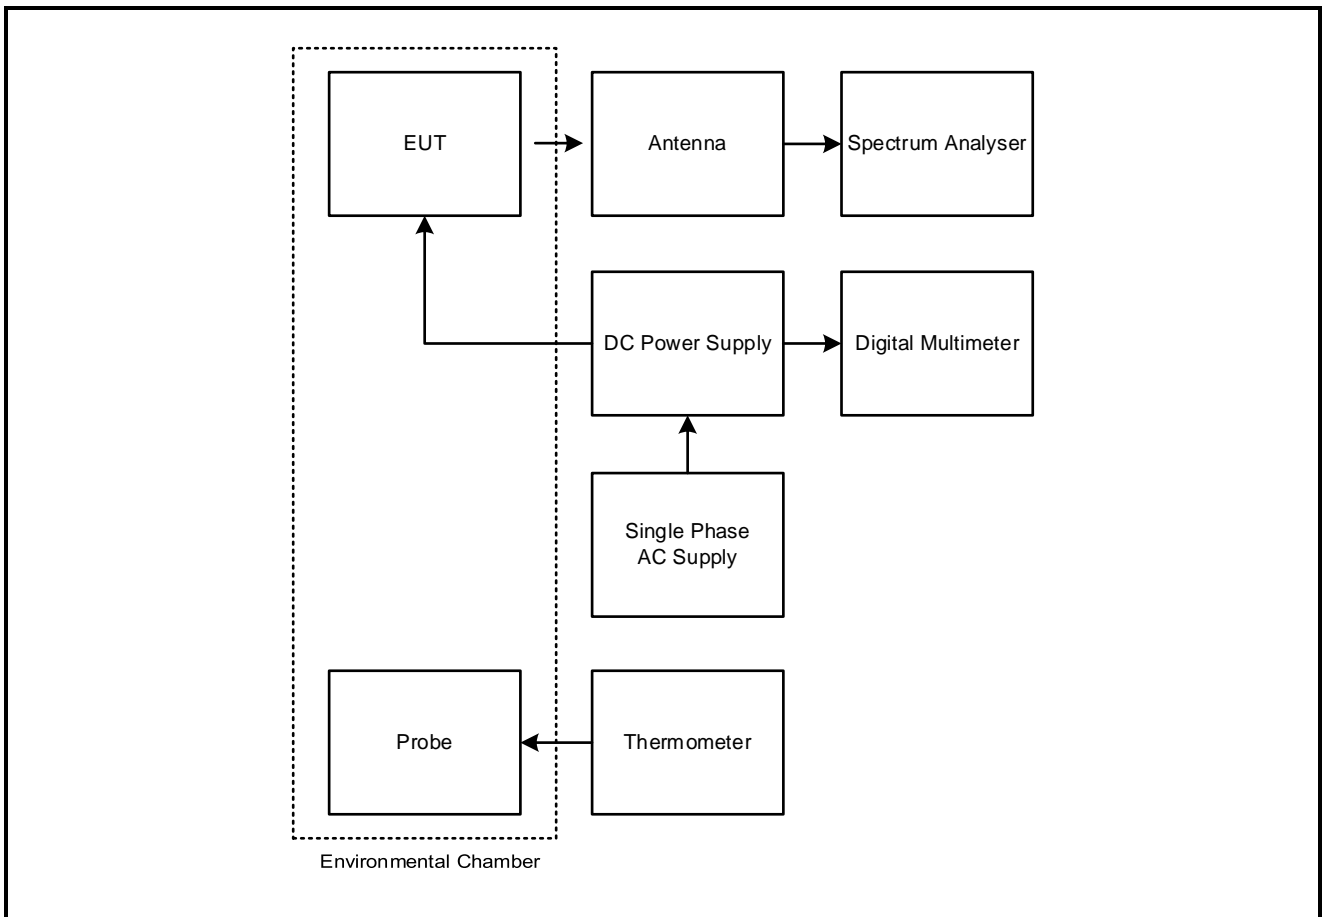 EUT
Antenna
Spectrum Analyser
DC Power Supply
Digital Multimeter
Single Phase
AC Supply
Probe
Thermometer
Environmental Chamber